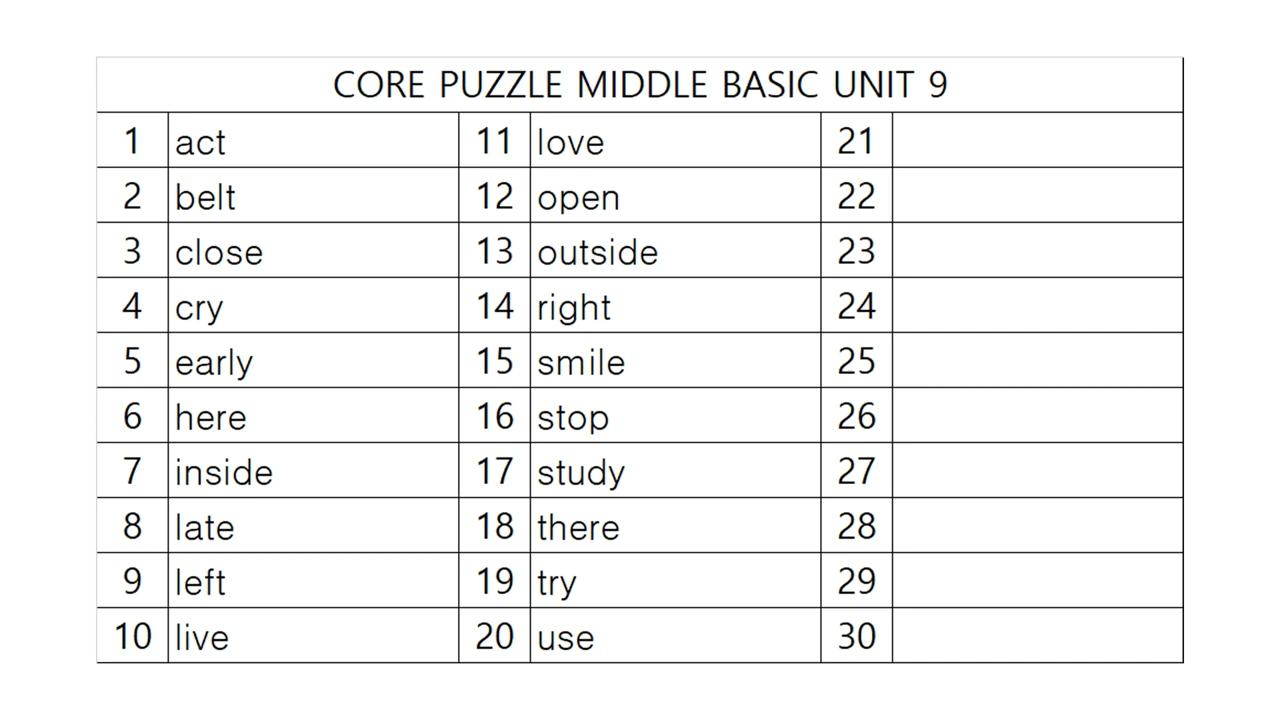 CORE PUZZLE MIDDLE BASIC UNIT 9
1 act 11 love 21
2 belt 12 open 22
3 close 13 outside 23
4 cry 14 right 24
5 early 15 smile 25
6 here 16 stop 26
7 inside 17 study 27
8 late 18 there 28
9 left 19 try 29
10 live 20 use 30